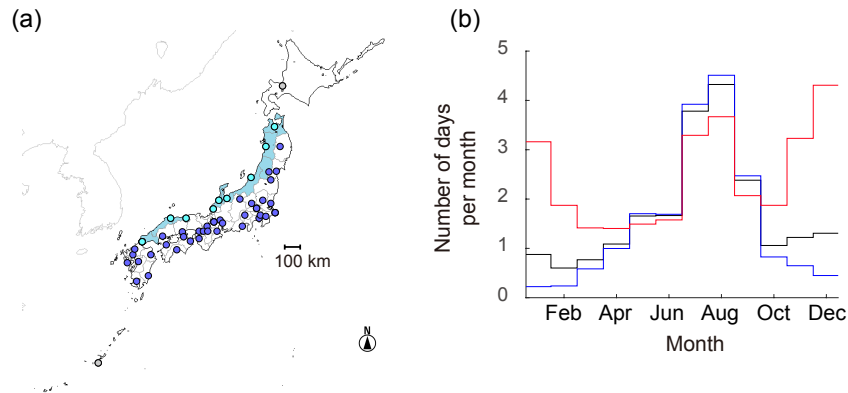 (a)
100 km
N
(b)
Number of days
per month
5
4
3
2
1
0
Feb Apr Jun Aug Oct Dec
Month